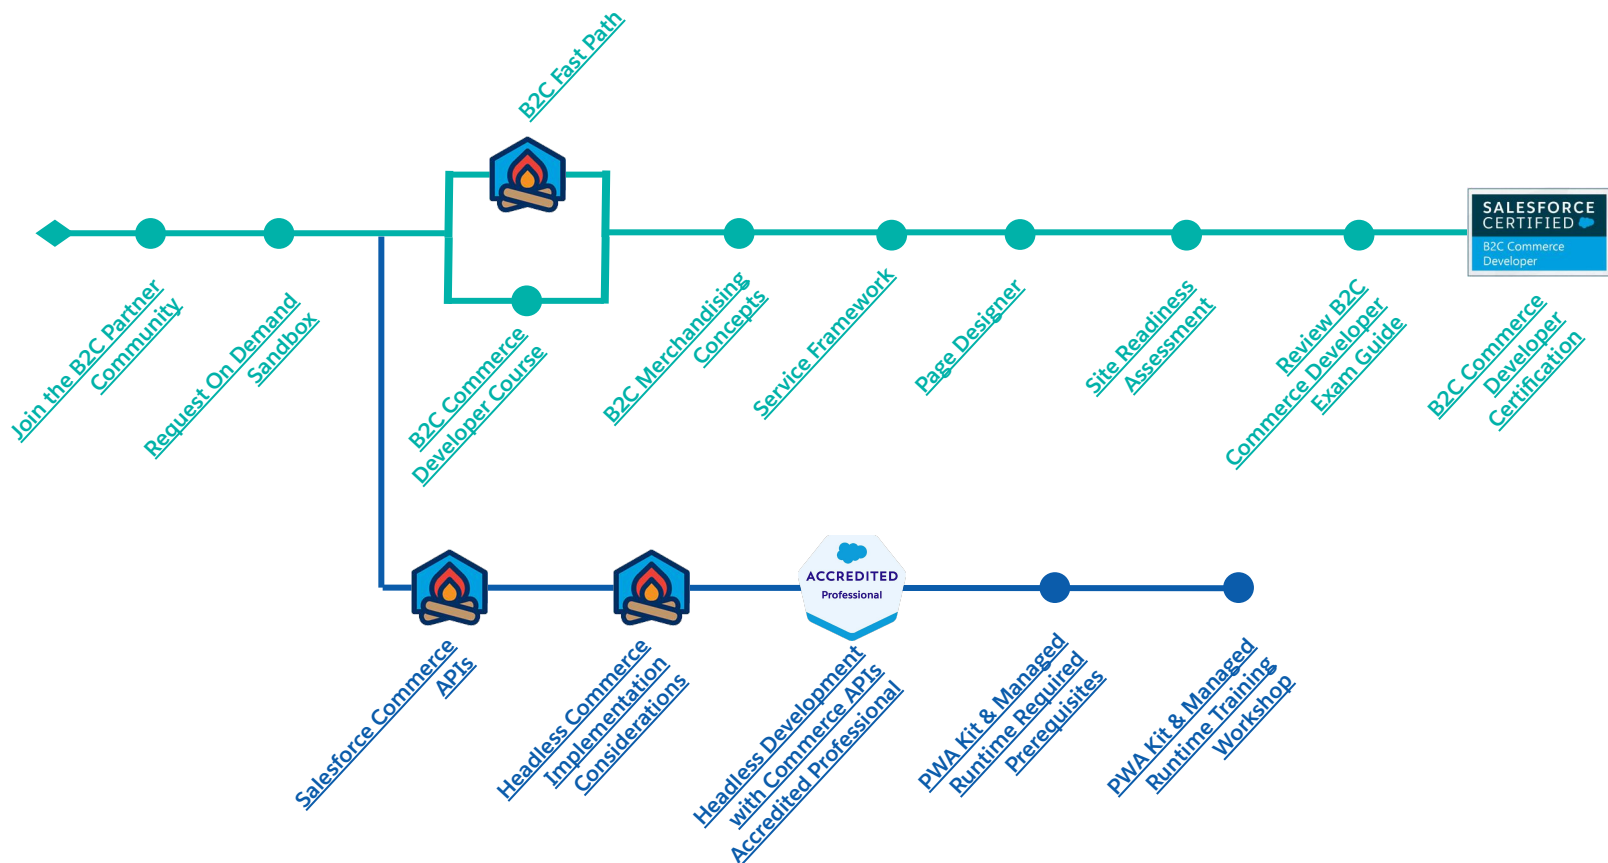 B2C Fast Path
SALESFORCE
CERTIFIED
B2C Commerce
Developer
Join the B2C Partner
Community
Request On Demand
Sandbox
B2C Commerce
Developer Course
B2C Merchandising
Concepts
Service Framework
Page Designer
Site Readiness
Assessment
Review B2C
Commerce Developer
Exam Guide
B2C Commerce
Developer
Certification
ACCREDITED
Professional
Salesforce Commerce
APIs
Headless Commerce
Implementation
Considerations
Headless Development
with Commerce APIs
Accredited Professional
PWA Kit & Managed
Runtime Required
Prerequisites
PWA Kit & Managed
Runtime Training
Workshop